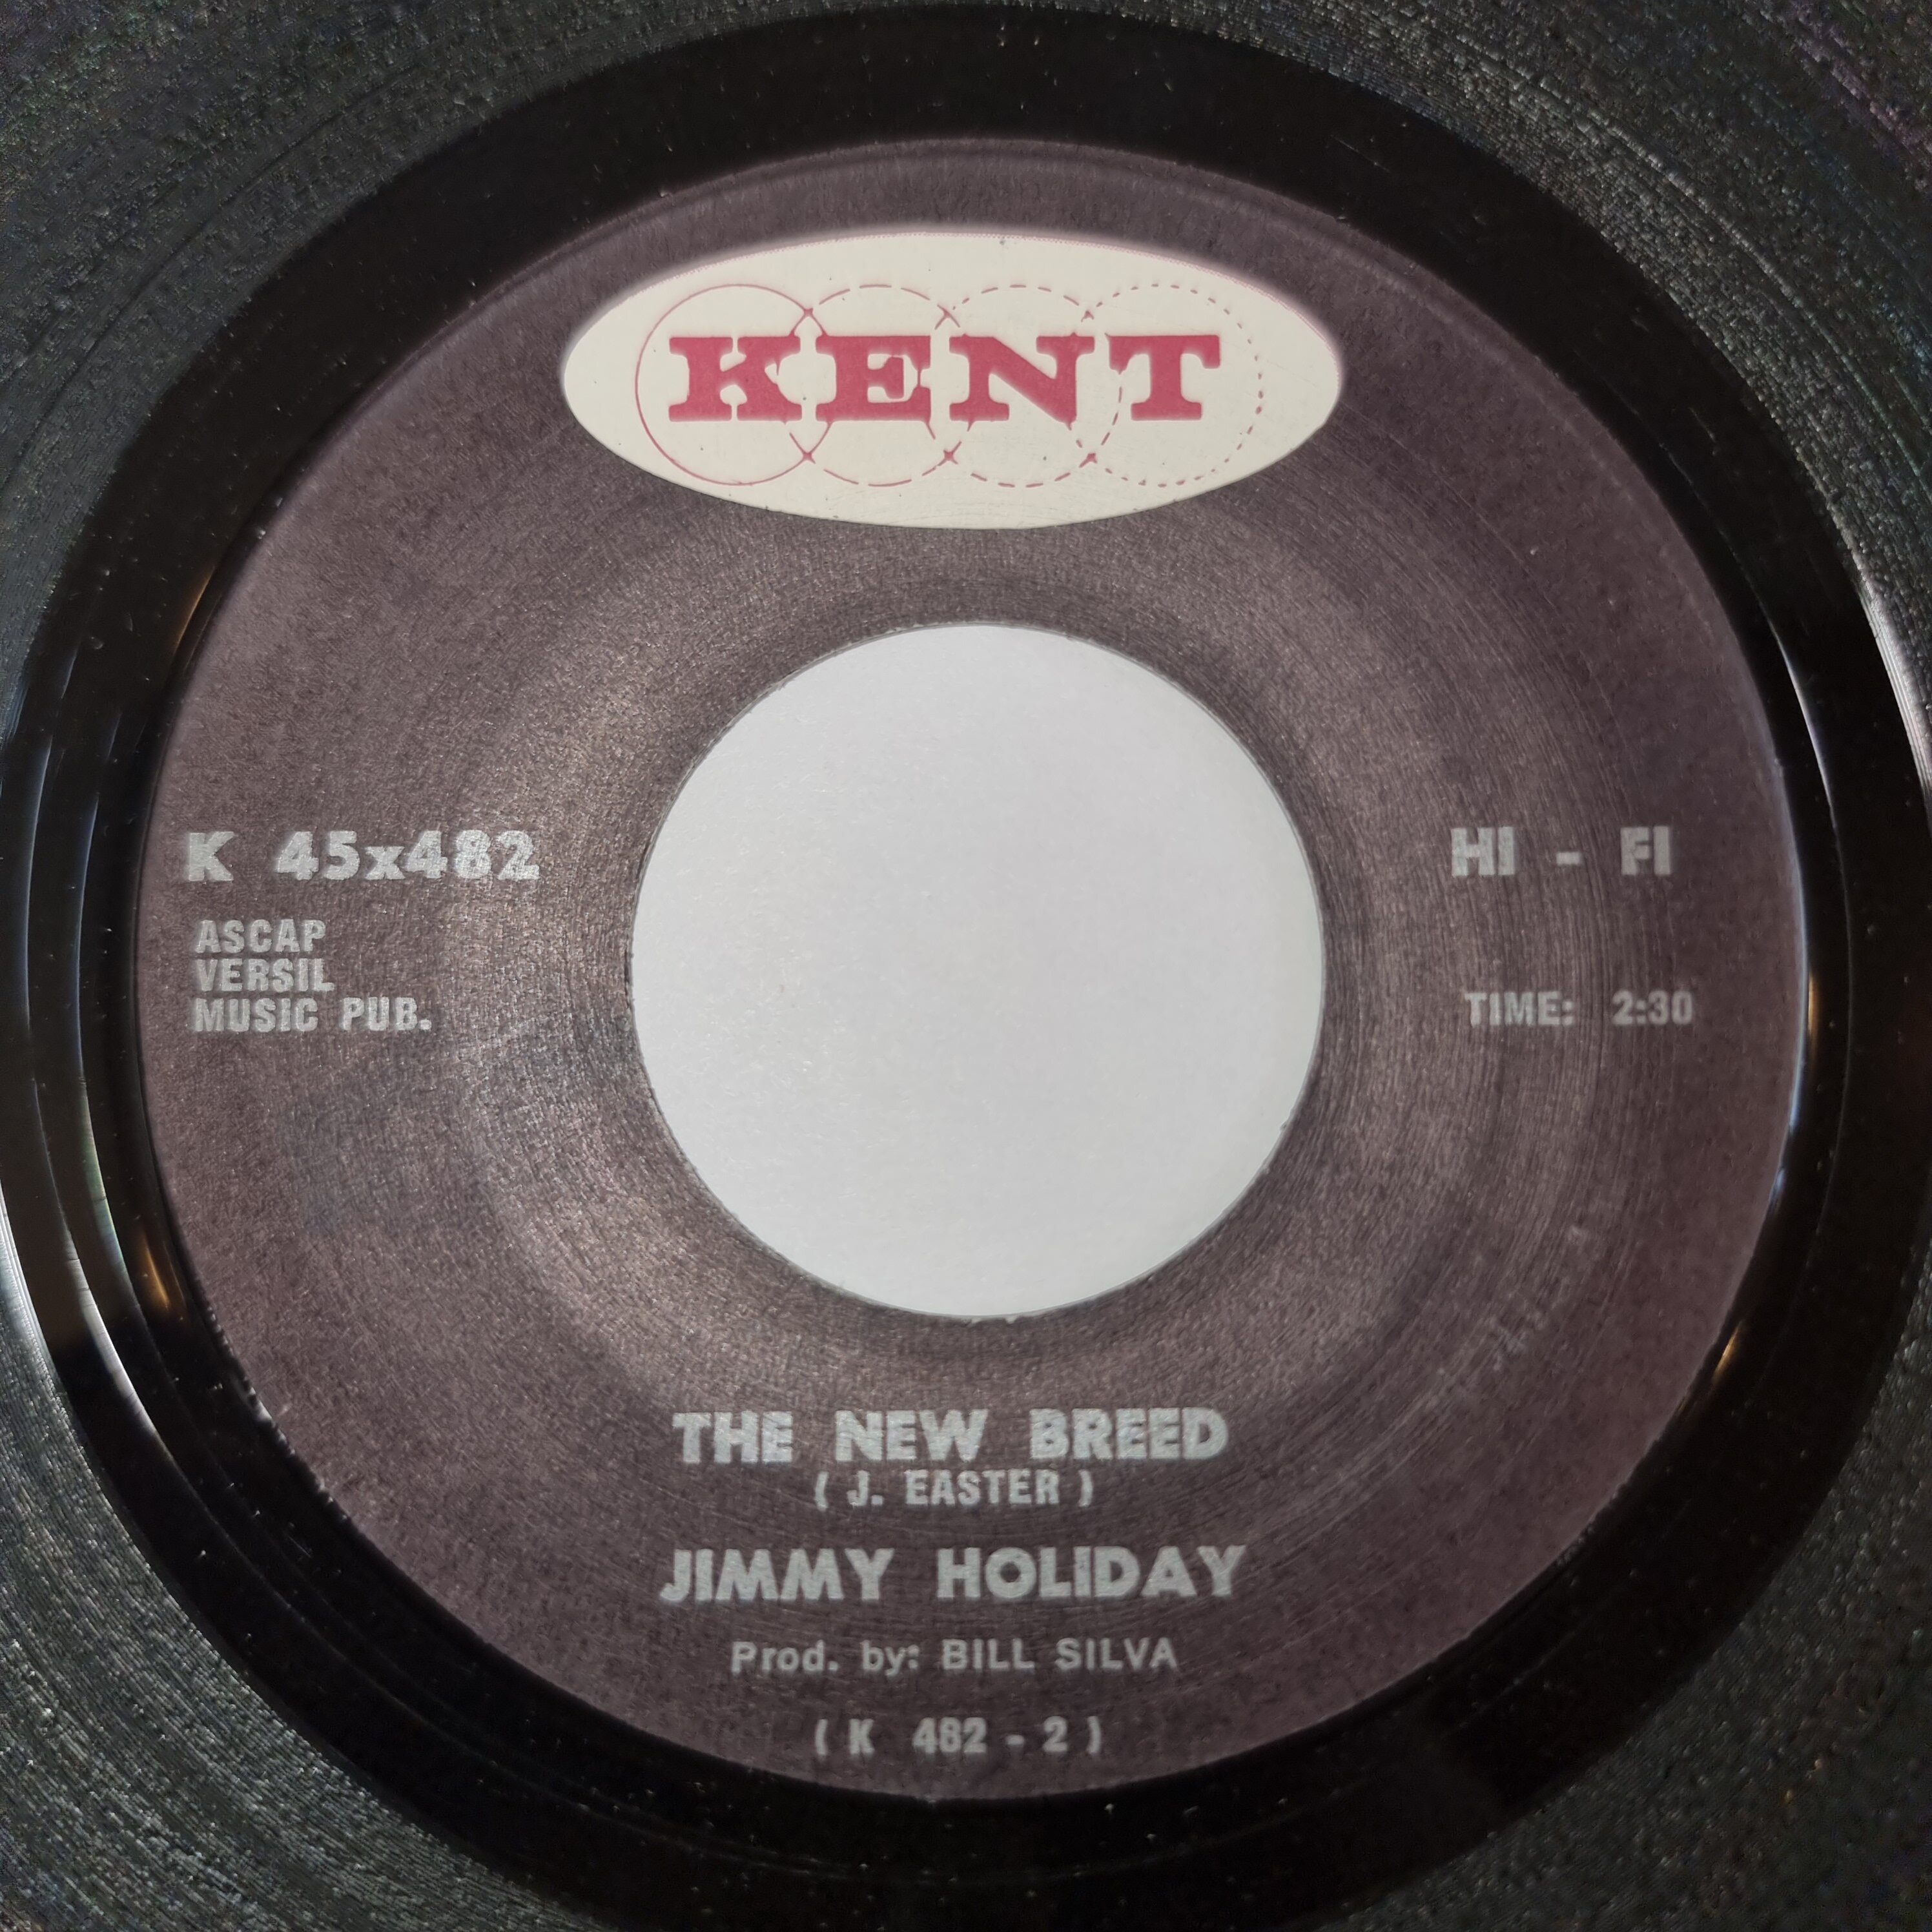 KENT
K 45x482
HI - FI
ASCAP
VERSIL
MUSIC PUB.
TIME: 2:30
THE NEW BREED
( J. EASTER )
JIMMY HOLIDAY
Prod. by: BILL SILVA
( K 482 - 2 )